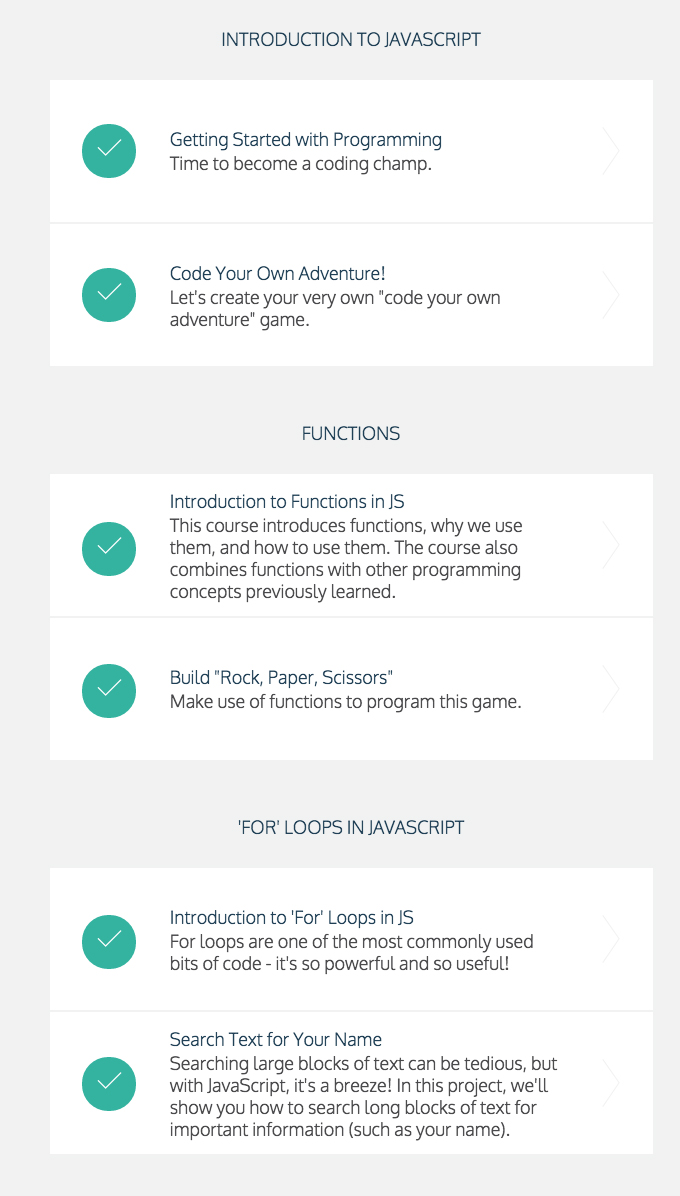 INTRODUCTION TO JAVASCRIPT
Getting Started with Programming
Time to become a coding champ.
Code Your Own Adventure!
Let's create your very own "code your own
adventure" game.
FUNCTIONS
Introduction to Functions in JS
This course introduces functions, why we use
them, and how to use them. The course also
combines functions with other programming
concepts previously learned.
Build "Rock, Paper, Scissors"
Make use of functions to program this game.
'FOR' LOOPS IN JAVASCRIPT
Introduction to 'For' Loops in JS
For loops are one of the most commonly used
bits of code - it's so powerful and so useful!
Search Text for Your Name
Searching large blocks of text can be tedious, but
with JavaScript, it's a breeze! In this project, we'll
show you how to search long blocks of text for
important information (such as your name).